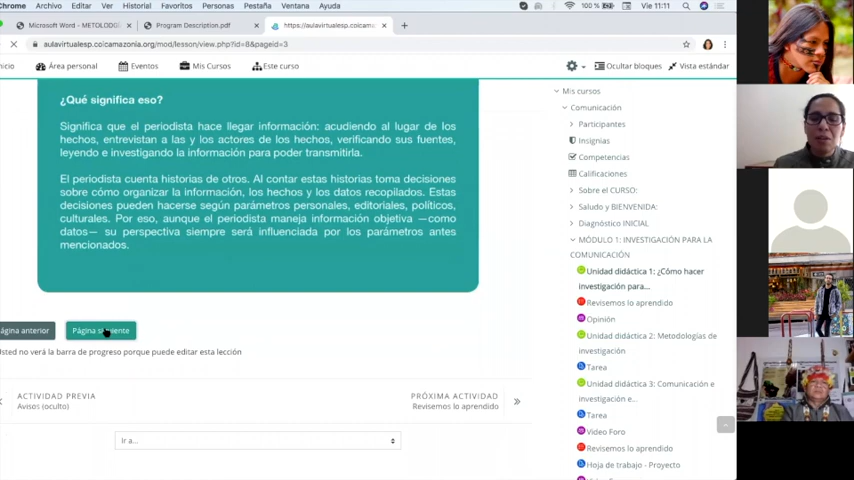 Chrome Archivo Editar Ver Historial Favoritos Personas Pestaña Ventana Ayuda 100 % Vie 11:11
Microsoft Word - METOLODGÍ Program Description.pdf https://aulavirtualesp.coicamazoni
aulavirtualesp.coicamazonia.org/mod/lesson/view.php?id=8&pageid=3
nicio Área personal Eventos Mis Cursos Este curso Ocultar bloques Vista estándar
¿Qué significa eso?
Significa que el periodista hace llegar información: acudiendo al lugar de los
hechos, entrevistan a las y los actores de los hechos, verificando sus fuentes,
leyendo e investigando la información para poder transmitirla.
El periodista cuenta historias de otros. Al contar estas historias toma decisiones
sobre cómo organizar la información, los hechos y los datos recopilados. Estas
decisiones pueden hacerse según parámetros personales, editoriales, políticos,
culturales. Por eso, aunque el periodista maneja información objetiva —como
datos— su perspectiva siempre será influenciada por los parámetros antes
mencionados.
ágina anterior Página siguiente
Usted no verá la barra de progreso porque puede editar esta lección
ACTIVIDAD PREVIA
Avisos (oculto)
PRÓXIMA ACTIVIDAD
Revisemos lo aprendido
Ir a...
Mis cursos
Comunicación
Participantes
Insignias
Competencias
Calificaciones
Sobre el CURSO:
Saludo y BIENVENIDA:
Diagnóstico INICIAL
MÓDULO 1: INVESTIGACIÓN PARA LA
COMUNICACIÓN
Unidad didáctica 1: ¿Cómo hacer
investigación para...
Revisemos lo aprendido
Opinión
Unidad didáctica 2: Metodologías de
investigación
Tarea
Unidad didáctica 3: Comunicación e
investigación e...
Tarea
Video Foro
Revisemos lo aprendido
Hoja de trabajo - Proyecto